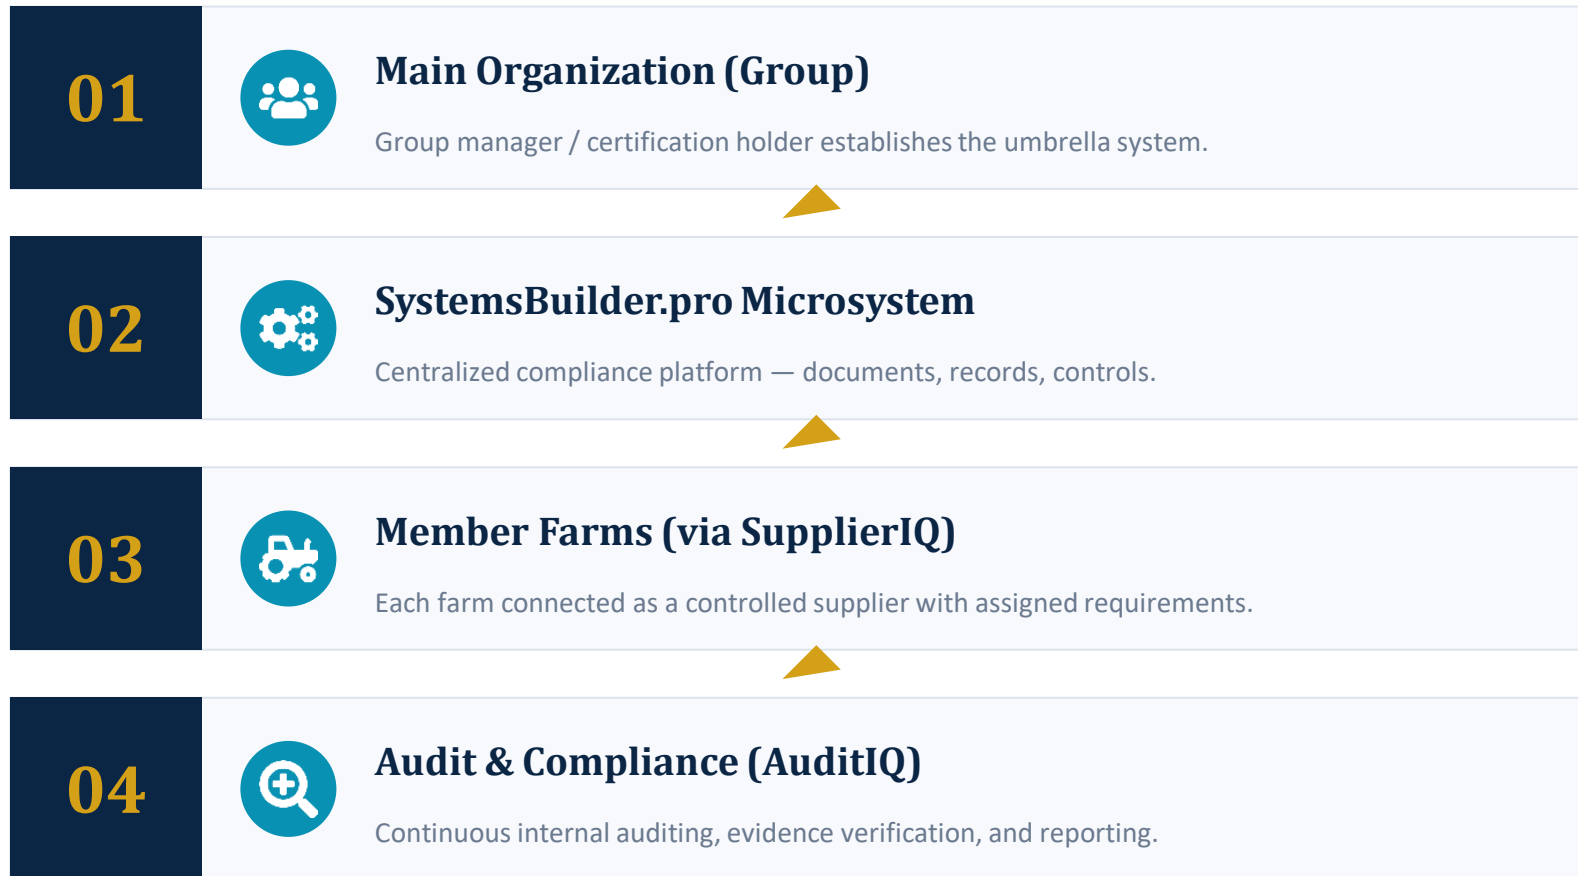 01
Main Organization (Group)
Group manager / certification holder establishes the umbrella system.
02
SystemsBuilder.pro Microsystem
Centralized compliance platform — documents, records, controls.
03
Member Farms (via SupplierIQ)
Each farm connected as a controlled supplier with assigned requirements.
04
Audit & Compliance (AuditIQ)
Continuous internal auditing, evidence verification, and reporting.